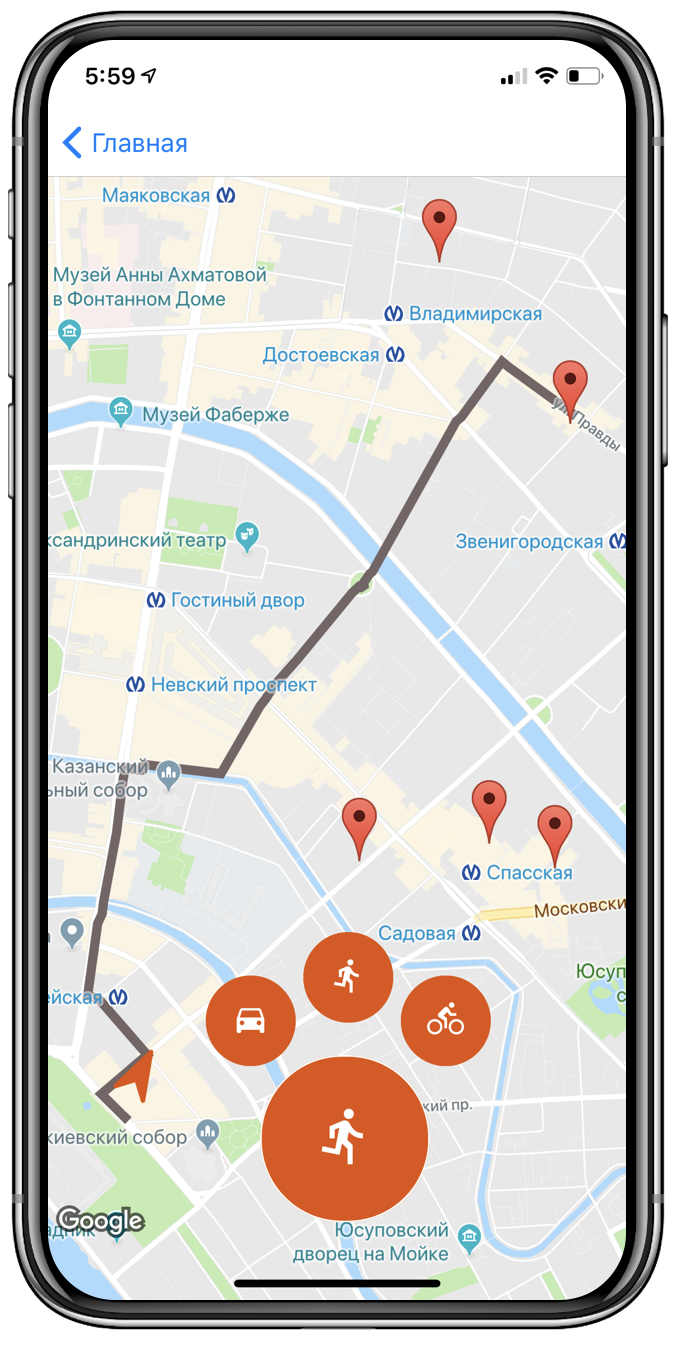 5:59
Главная
Маяковская
Музей Анны Ахматовой
в Фонтанном Доме
Владимирская
Достоевская
Музей Фаберже
ул. Правды
ксандринский театр
Звенигородская
Гостиный двор
Невский проспект
Казанский
ьный собор
Спасская
Московски
Садовая
Юсуп
с
ейская
кий пр.
киевский собор
Google
адник
Юсуповский
дворец на Мойке